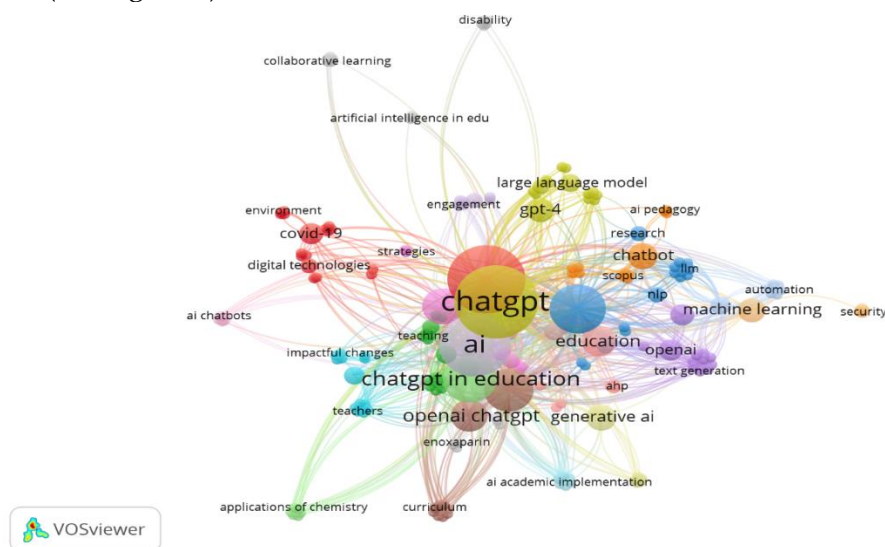 disability
collaborative learning
artificial intelligence in edu
large language model
engagement
gpt-4
ai pedagogy
environment
research
covid-19
chatbot
strategies
digital technologies
scopus
llm
automation
nlp
chatgpt
machine learning
security
ai chatbots
teaching
education
ai
openai
impactful changes
text generation
chatgpt in education
ahp
teachers
openai chatgpt
generative ai
enoxaparin
ai academic implementation
applications of chemistry
curriculum
VOSviewer